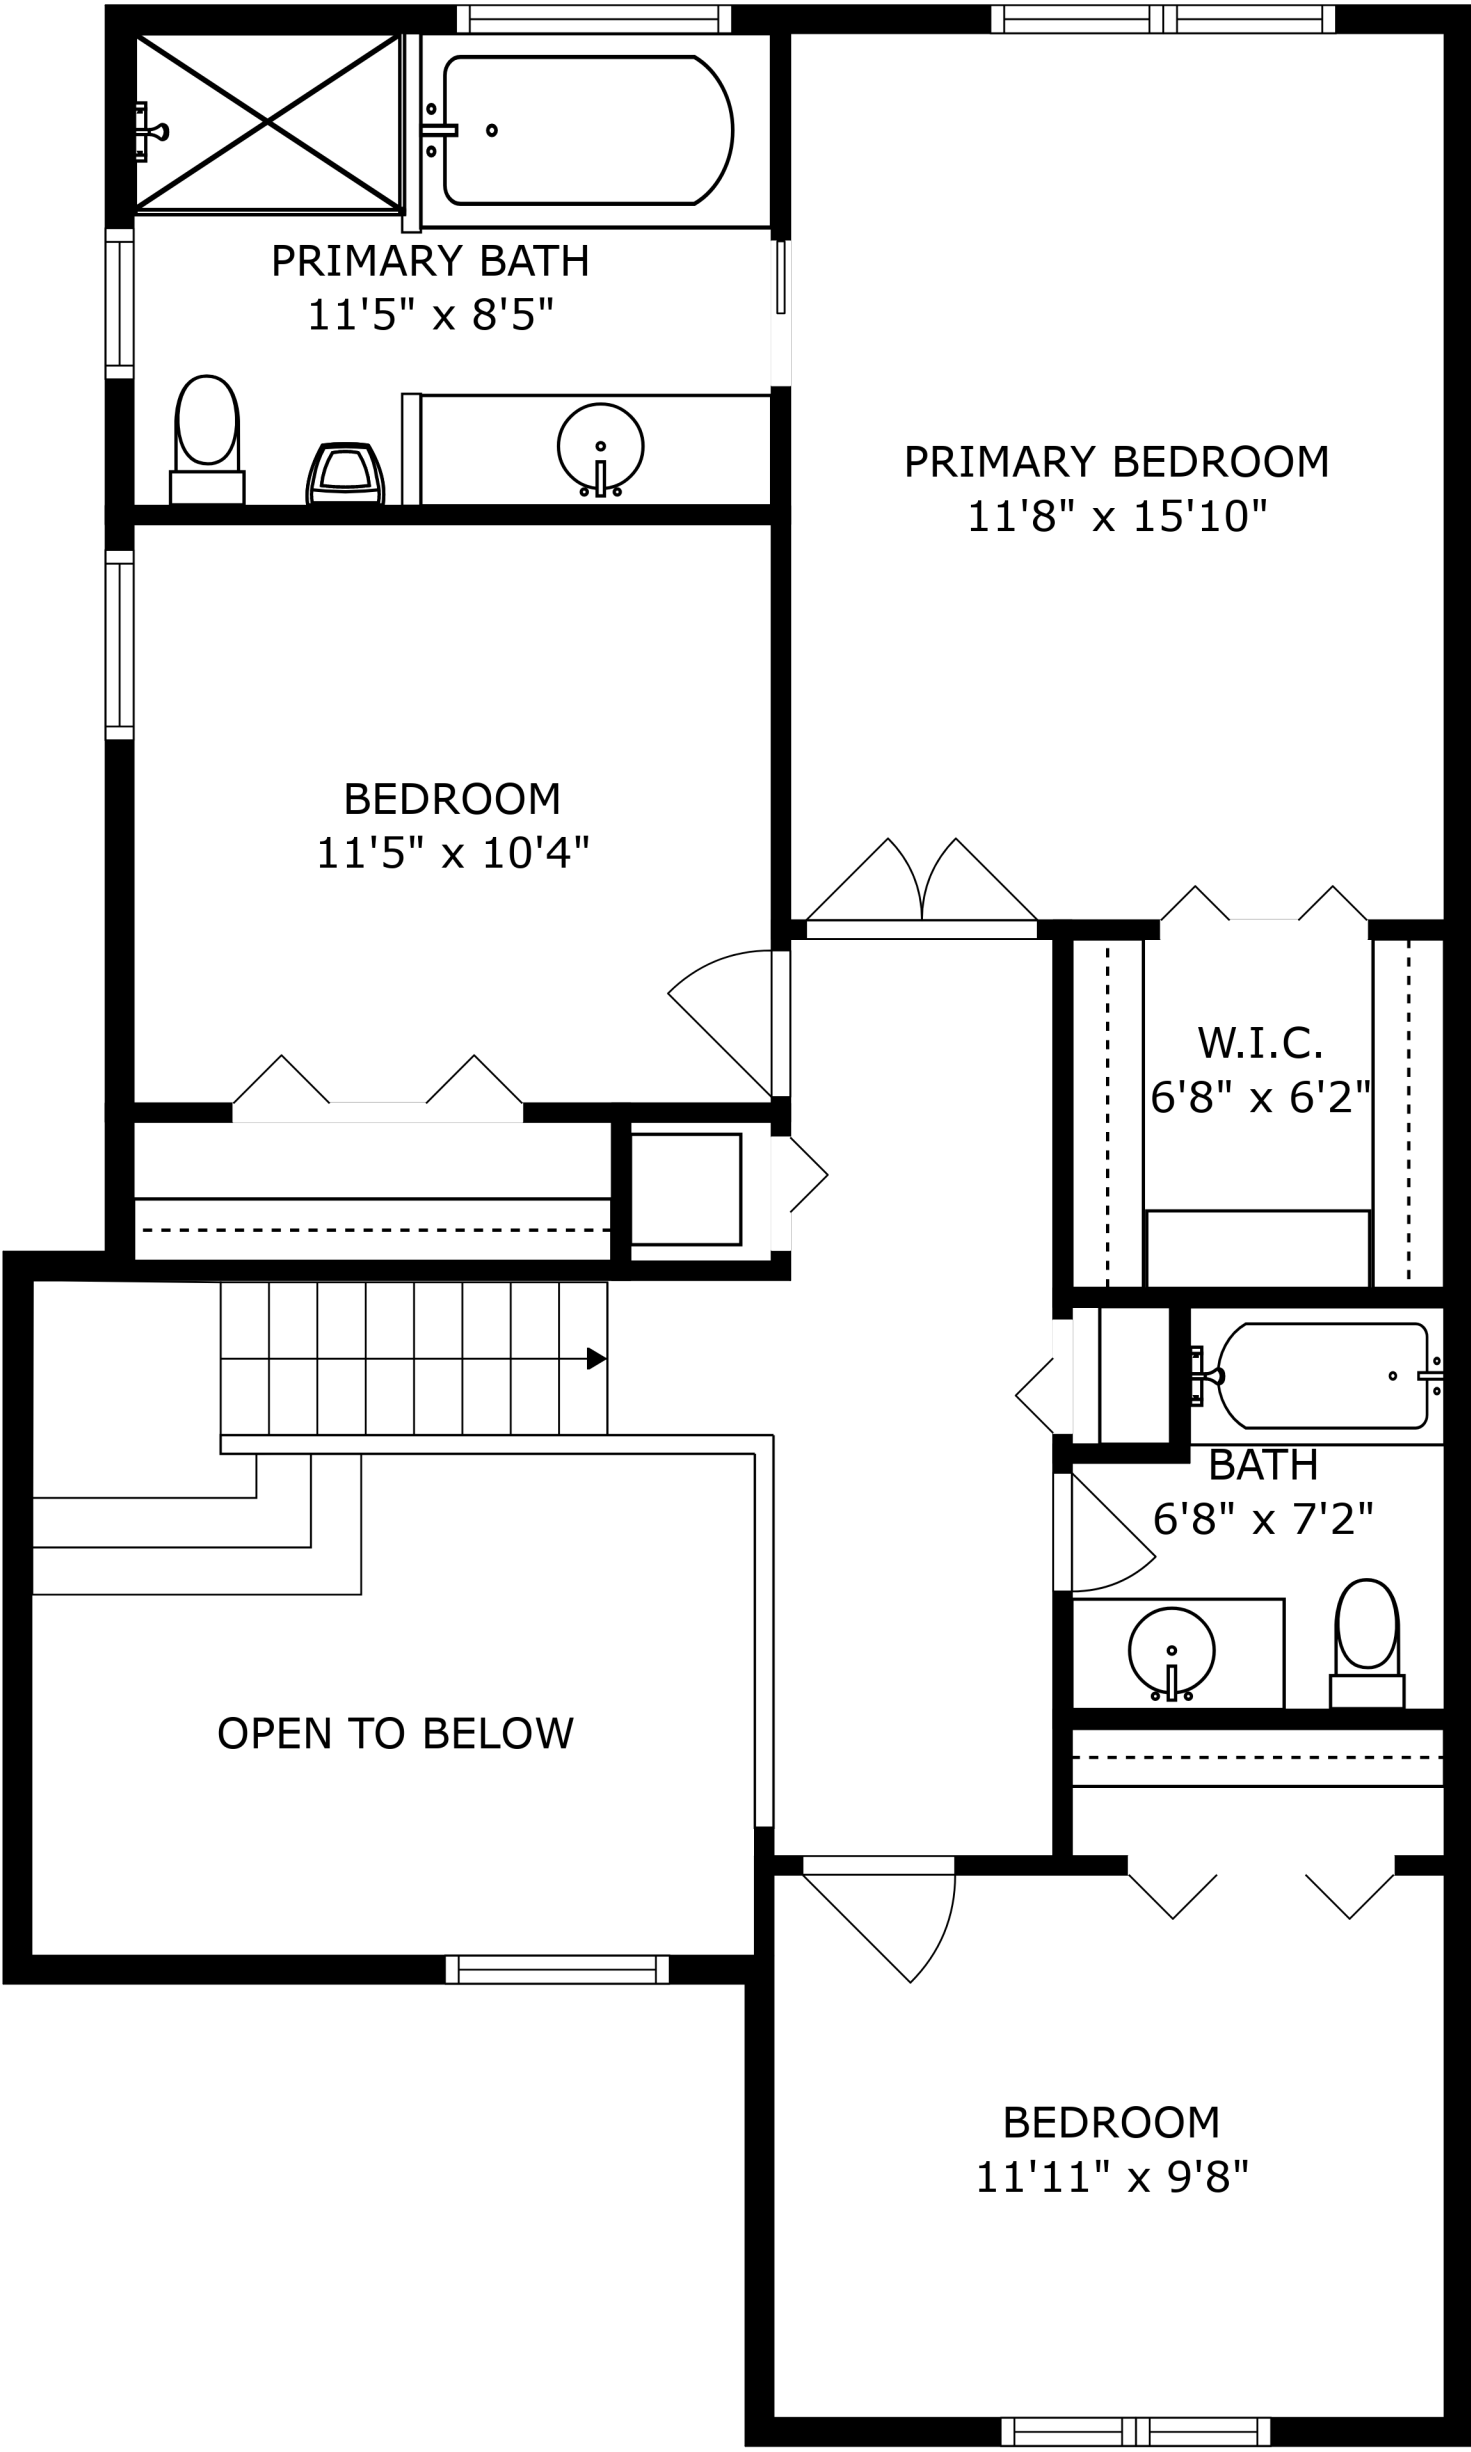 PRIMARY BATH
11'5" x 8'5"
PRIMARY BEDROOM
11'8" x 15'10"
BEDROOM
11'5" x 10'4"
W.I.C.
6'8" x 6'2"
BATH
6'8" x 7'2"
OPEN TO BELOW
BEDROOM
11'11" x 9'8"